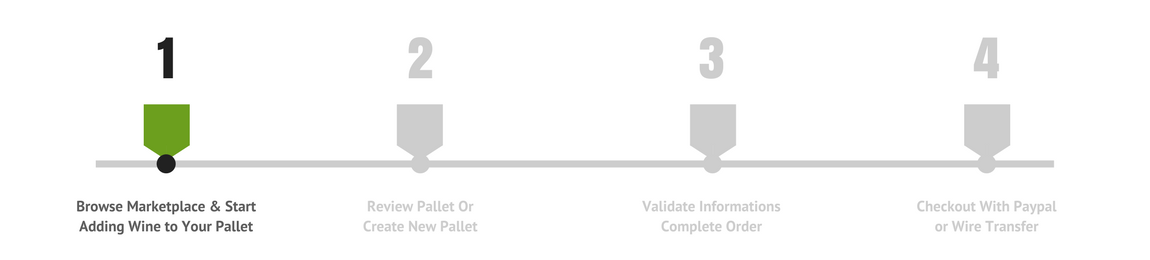 1
2
3
4
Browse Marketplace & Start
Adding Wine to Your Pallet
Review Pallet Or
Create New Pallet
Validate Informations
Complete Order
Checkout With Paypal
or Wire Transfer